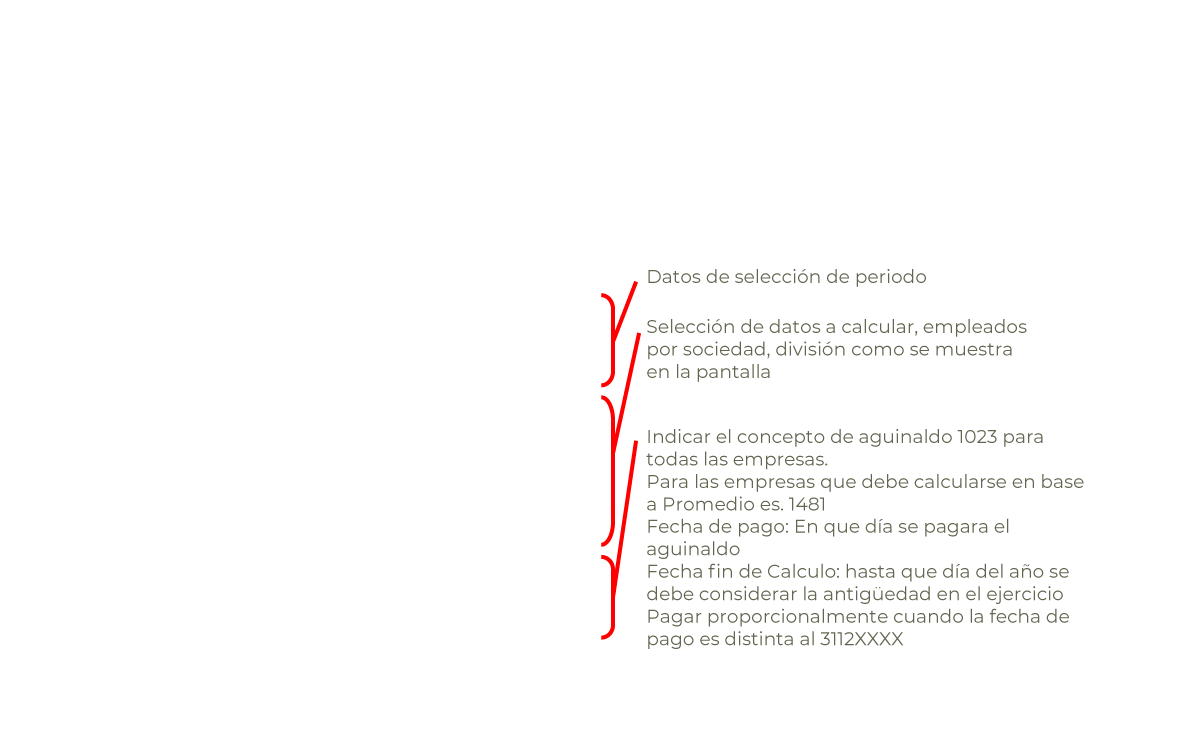 Datos de selección de periodo
Selección de datos a calcular, empleados
por sociedad, división como se muestra
en la pantalla
Indicar el concepto de aguinaldo 1023 para
todas las empresas.
Para las empresas que debe calcularse en base
a Promedio es. 1481
Fecha de pago: En que día se pagara el
aguinaldo
Fecha fin de Calculo: hasta que día del año se
debe considerar la antigüedad en el ejercicio
Pagar proporcionalmente cuando la fecha de
pago es distinta al 3112XXXX